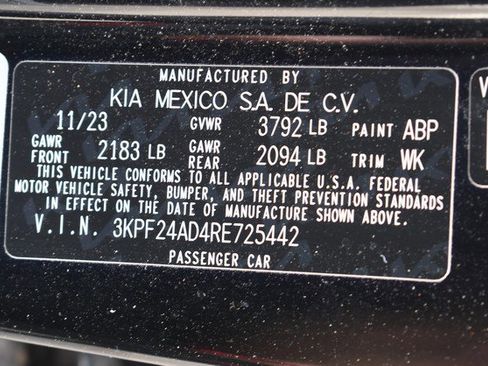 MANUFACTURED BY
KIA MEXICO S.A. DE C.V.
11/23 GVWR 3792 LB PAINT ABP
GAWR FRONT 2183 LB GAWR REAR 2094 LB TRIM WK
THIS VEHICLE CONFORMS TO ALL APPLICABLE U.S.A. FEDERAL
MOTOR VEHICLE SAFETY, BUMPER, AND THEFT PREVENTION STANDARDS
IN EFFECT ON THE DATE OF MANUFACTURE SHOWN ABOVE.
V.I.N. 3KPF24AD4RE725442
PASSENGER CAR